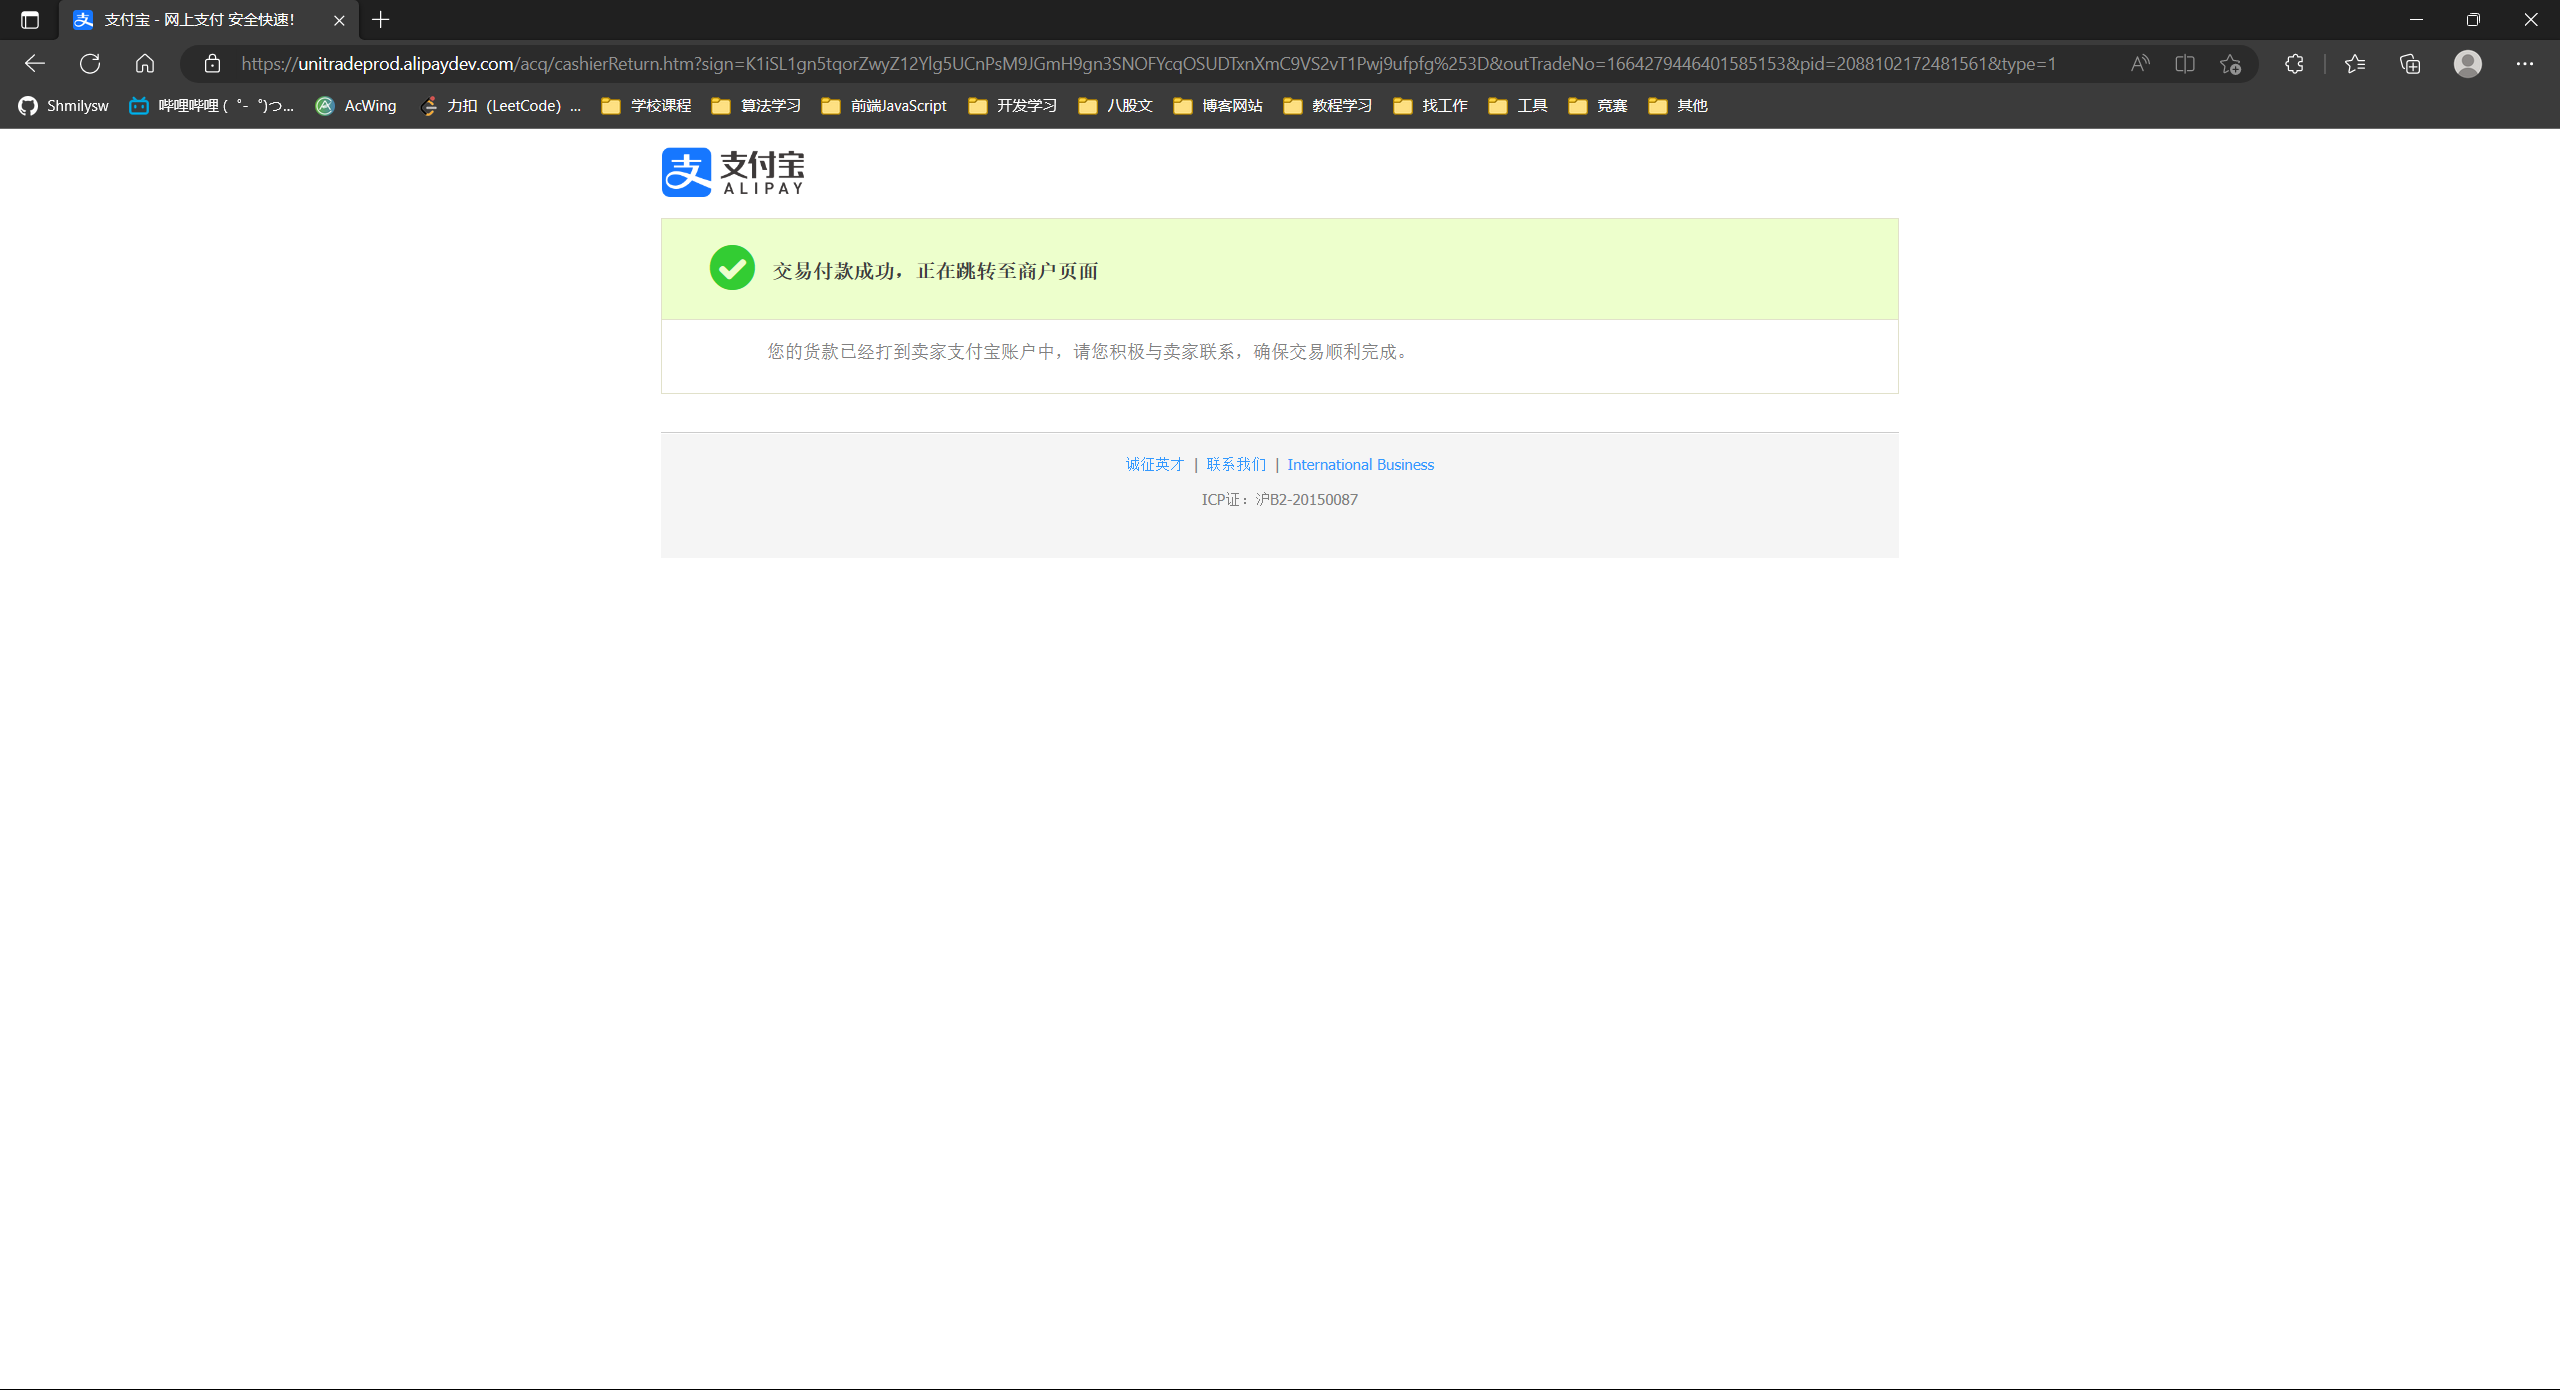 支付宝 - 网上支付 安全快速！
https://unitradeprod.alipaydev.com/acq/cashierReturn.htm?sign=K1iSL1gn5tqorZwyZ12Ylg5UCnPsM9JGmH9gn3SNOFYcqOSUDTxnXmC9VS2vT1Pwj9ufpfg%253D&outTradeNo=1664279446401585153&pid=2088102172481561&type=1
Shmilysw 哔哩哔哩 ( ゜- ゜)つ... AcWing 力扣（LeetCode）... 学校课程 算法学习 前端JavaScript 开发学习 八股文 博客网站 教程学习 找工作 工具 竞赛 其他
支付宝
ALIPAY
交易付款成功，正在跳转至商户页面
您的货款已经打到卖家支付宝账户中，请您积极与卖家联系，确保交易顺利完成。
诚征英才 | 联系我们 | International Business
ICP证：沪B2-20150087